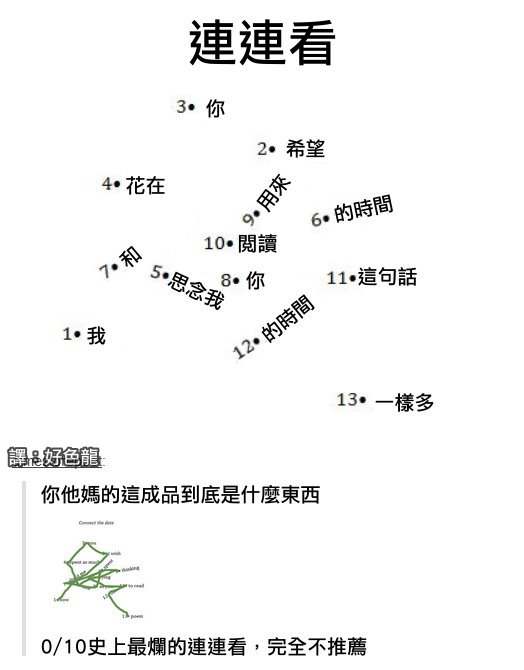 連連看
3• 你
2• 希望
4• 花在
9• 用來
6• 的時間
10• 閱讀
7• 和
5• 思念我
8• 你
11• 這句話
1• 我
12• 的時間
13• 一樣多
譯：好色龍
你他媽的這成品到底是什麼東西
Connect the dots
0/10史上最爛的連連看，完全不推薦